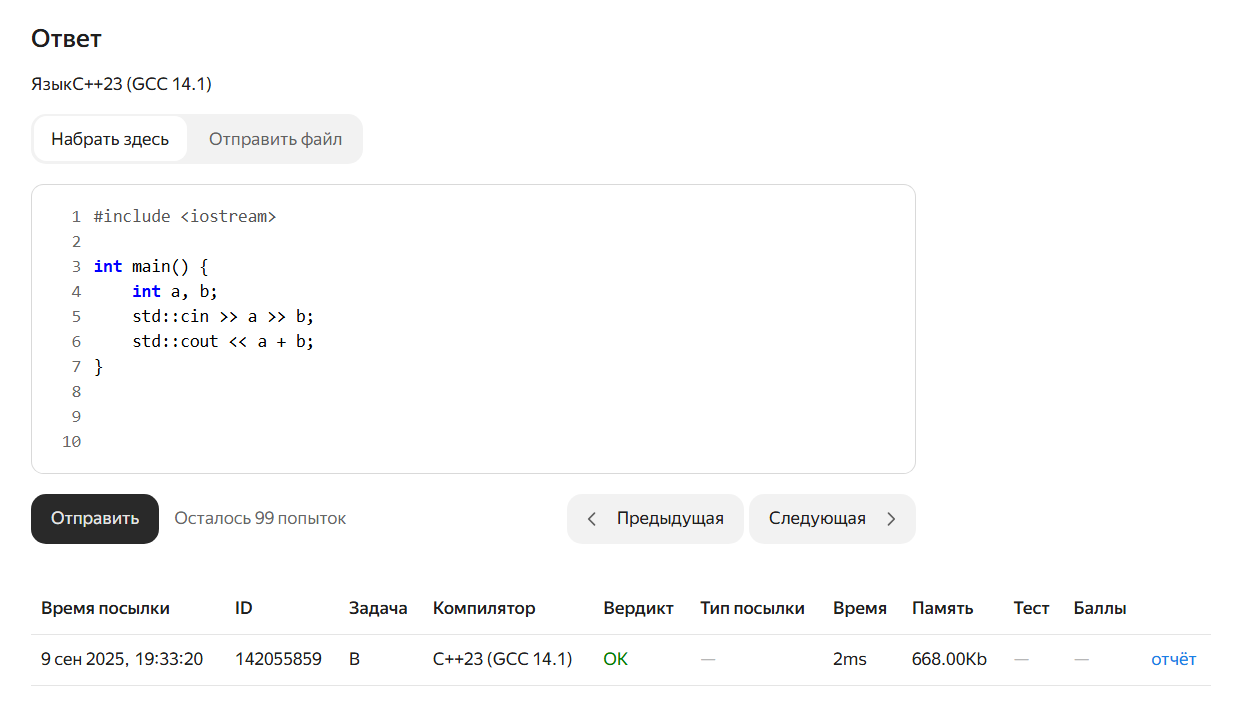 Ответ
ЯзыкC++23 (GCC 14.1)
Набрать здесь Отправить файл
1 #include <iostream>
2
3 int main() {
4     int a, b;
5     std::cin >> a >> b;
6     std::cout << a + b;
7 }
8
9
10
Отправить Осталось 99 попыток Предыдущая Следующая
Время посылки ID Задача Компилятор Вердикт Тип посылки Время Память Тест Баллы
9 сен 2025, 19:33:20 142055859 B C++23 (GCC 14.1) OK — 2ms 668.00Kb — — отчёт